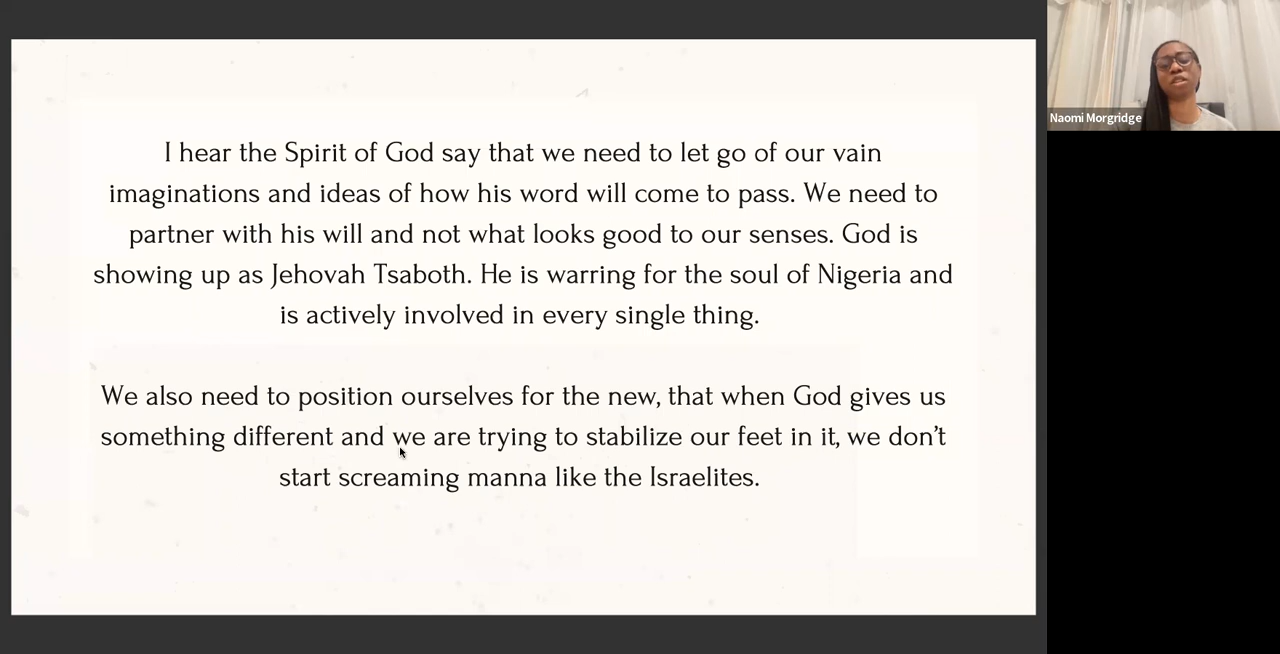 I hear the Spirit of God say that we need to let go of our vain
imaginations and ideas of how his word will come to pass. We need to
partner with his will and not what looks good to our senses. God is
showing up as Jehovah Tsaboth. He is warring for the soul of Nigeria and
is actively involved in every single thing.
We also need to position ourselves for the new, that when God gives us
something different and we are trying to stabilize our feet in it, we don’t
start screaming manna like the Israelites.
Naomi Morgridge